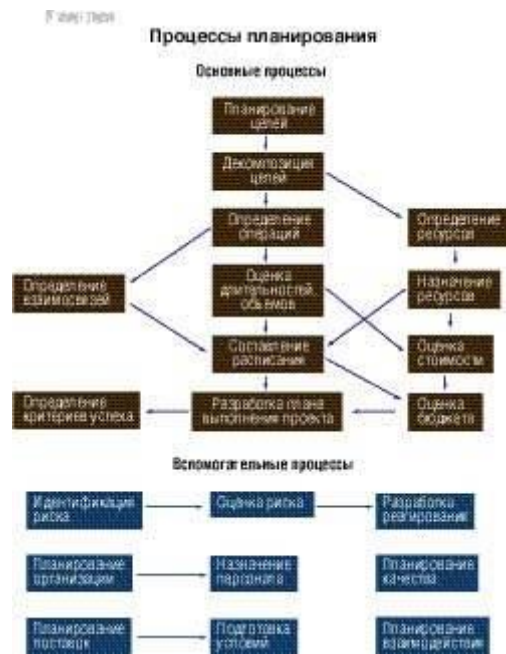 Процессы планирования
Основные процессы
Планирование
целей
Декомпозиция
целей
Определение
операций
Определение
ресурсов
Определение
взаимосвязей
Оценка
длительностей,
объемов
Назначение
ресурсов
Составление
расписания
Оценка
стоимости
Определение
критериев успеха
Разработка плана
выполнения проекта
Оценка
бюджета
Вспомогательные процессы
Идентификация
риска
Оценка риска
Разработка
реагирования
Планирование
организации
Назначение
персонала
Планирование
качества
Планирование
поставок
Подготовка
условий
Планирование
взаимодействия